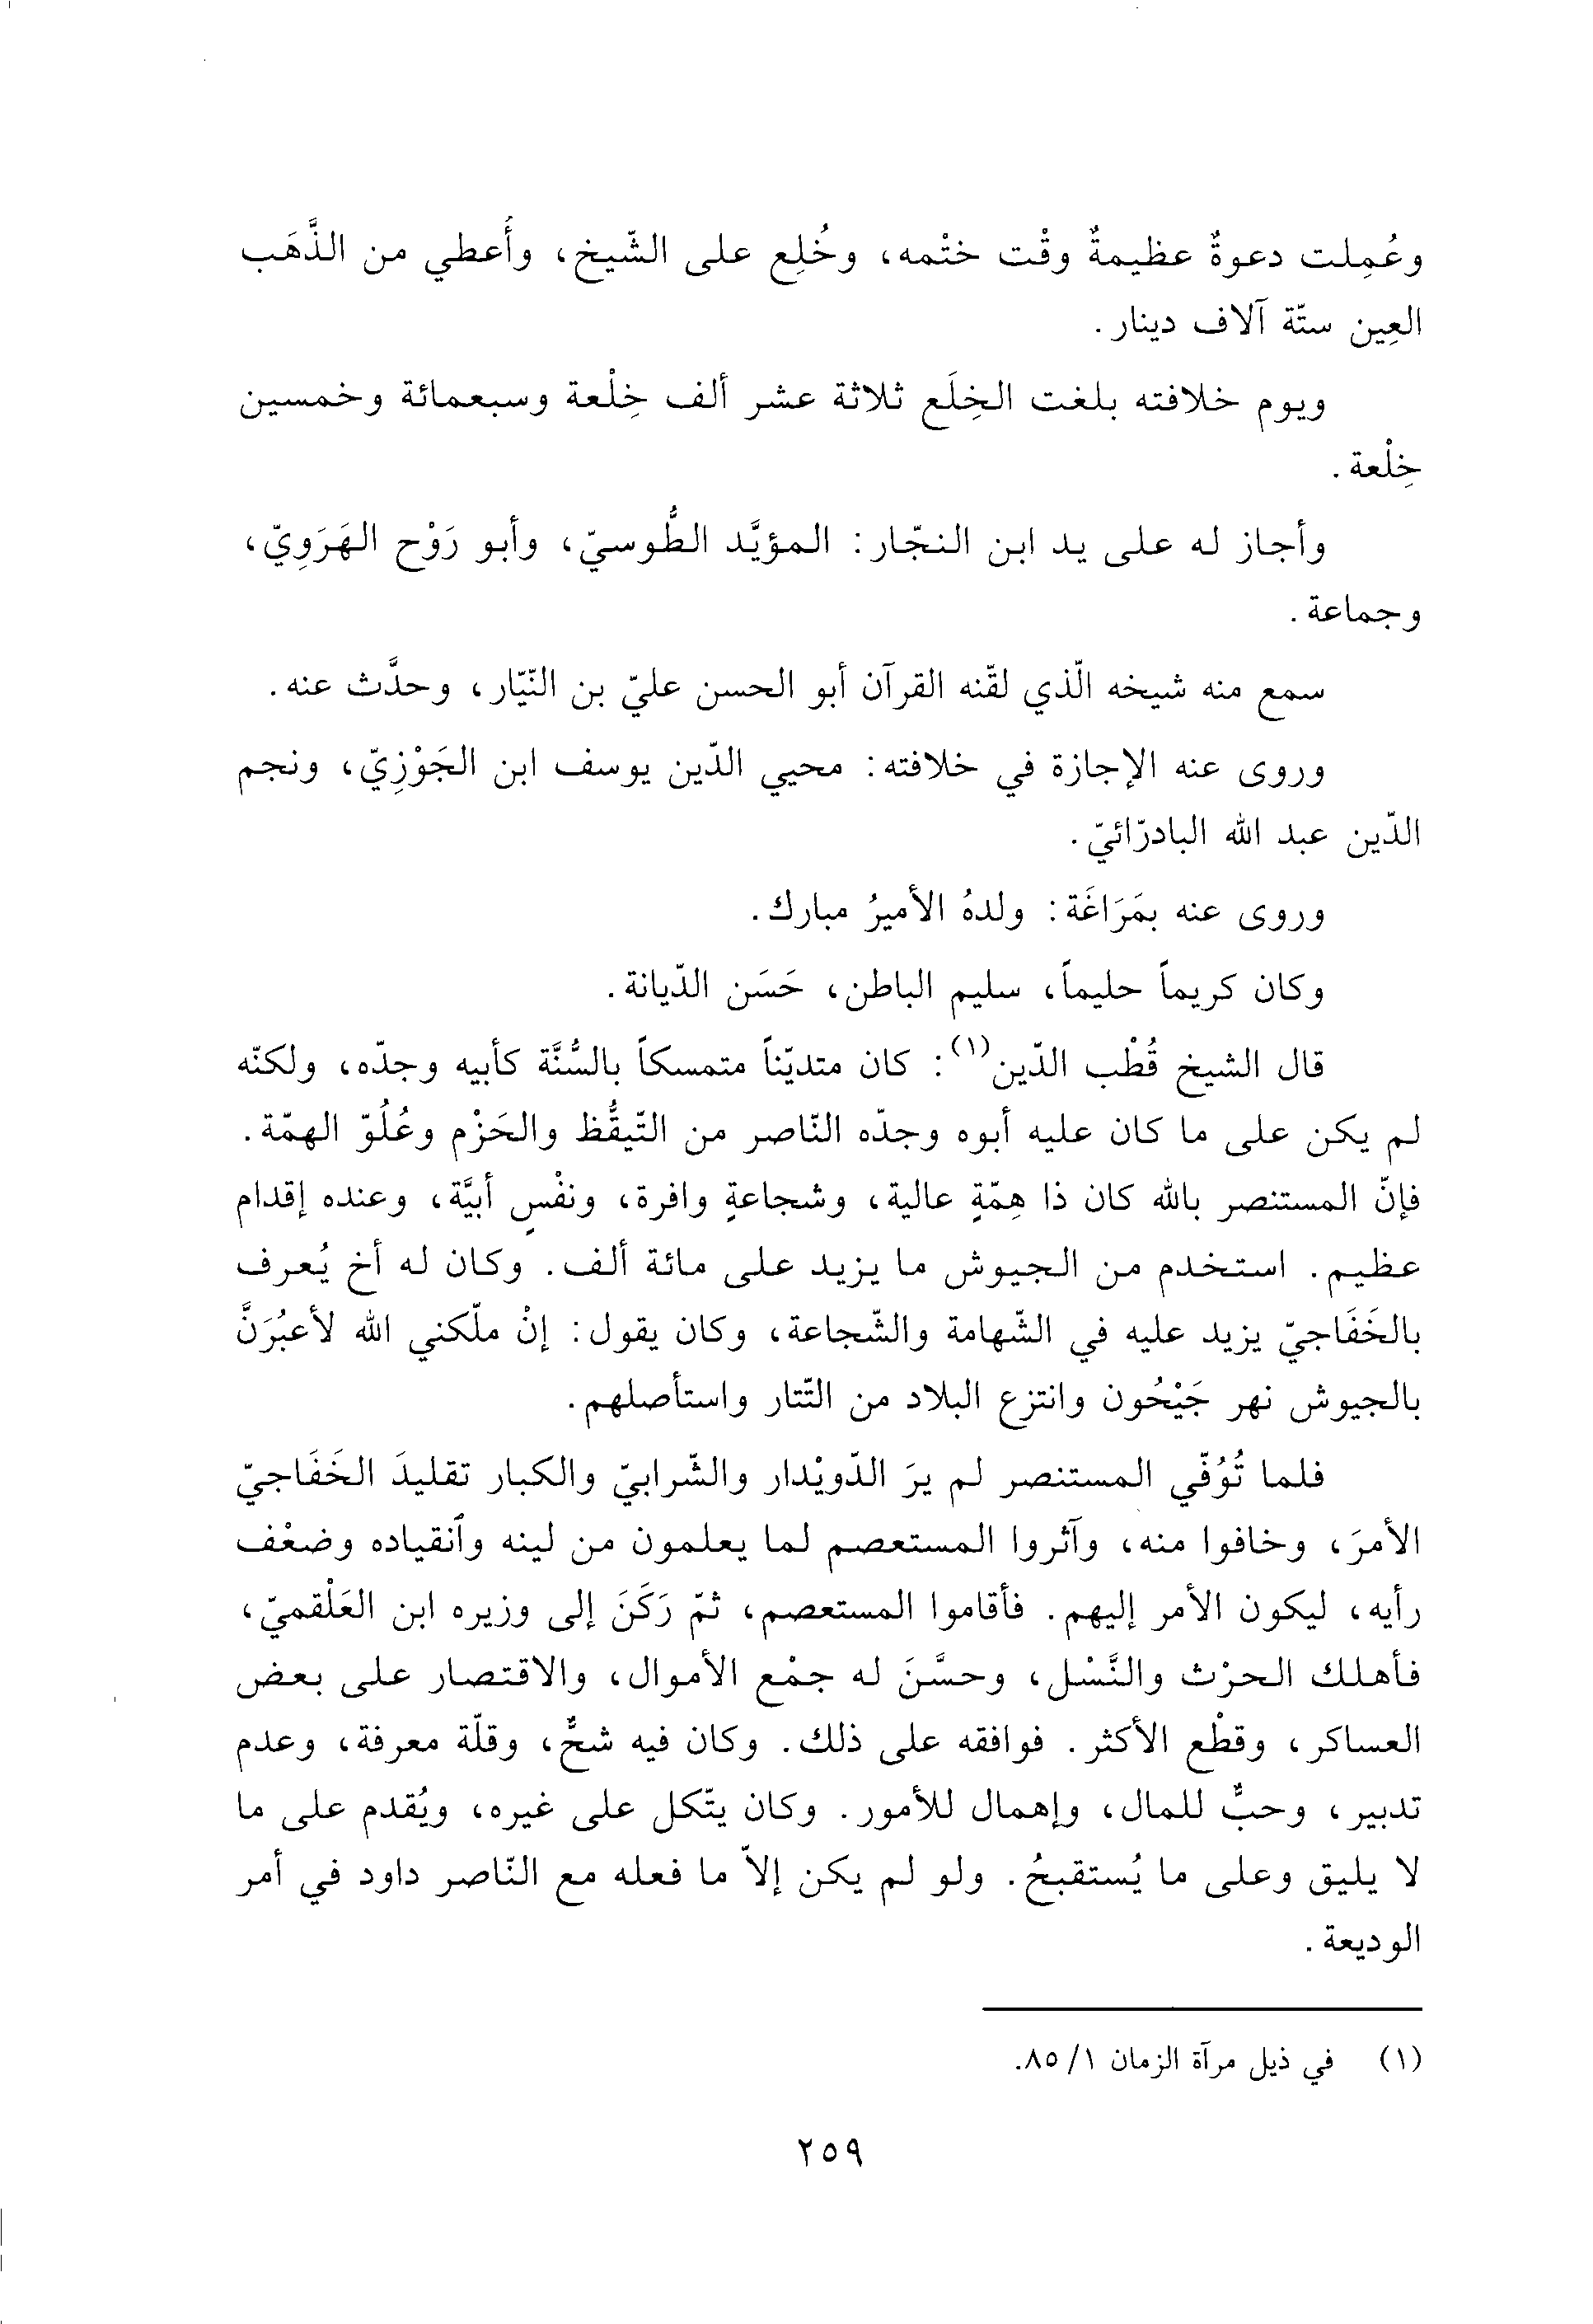 وعُمِلت دعوةٌ عظيمةٌ وقْت ختْمه، وخُلِع على الشّيخ، وأُعطي من الذَّهَب
العِين ستّة آلاف دينار.
ويوم خلافته بلغت الخِلَع ثلاثة عشر ألف خِلْعة وسبعمائة وخمسين
خِلْعة.
وأجاز له على يد ابن النجّار: المؤيَّد الطُّوسيّ، وأبو رَوْح الهَرَوِيّ،
وجماعة.
سمع منه شيخه الّذي لقّنه القرآن أبو الحسن عليّ بن النّيّار، وحدَّث عنه.
وروى عنه الإجازة في خلافته: محيي الدّين يوسف ابن الجَوْزِيّ، ونجم
الدّين عبد الله البادرّائيّ.
وروى عنه بمَرَاغَة: ولدهُ الأميرُ مبارك.
وكان كريماً حليماً، سليم الباطن، حَسَن الدّيانة.
قال الشيخ قُطْب الدّين(١): كان متديّناً متمسكاً بالسُّنَّة كأبيه وجدّه، ولكنّه
لم يكن على ما كان عليه أبوه وجدّه النّاصر من التّيقُّظ والحَزْم وعُلُوّ الهمّة.
فإنّ المستنصر بالله كان ذا هِمّةٍ عالية، وشجاعةٍ وافرة، ونفْسٍ أبيَّة، وعنده إقدام
عظيم. استخدم من الجيوش ما يزيد على مائة ألف. وكان له أخ يُعرف
بالخَفَاجيّ يزيد عليه في الشّهامة والشّجاعة، وكان يقول: إنْ ملّكني الله لأعبُرَنَّ
بالجيوش نهر جَيْحُون وانتزع البلاد من التّتار واستأصلهم.
فلما تُوُفّي المستنصر لم يرَ الدّويْدار والشّرابيّ والكبار تقليدَ الخَفَاجيّ
الأمرَ، وخافوا منه، وآثروا المستعصم لما يعلمون من لينه وٱنقياده وضعْف
رأيه، ليكون الأمر إليهم. فأقاموا المستعصم، ثمّ رَكَنَ إلى وزيره ابن العَلْقميّ،
فأهلك الحرْث والنَّسْل، وحسَّنَ له جمْع الأموال، والاقتصار على بعض
العساكر، وقطْع الأكثر. فوافقه على ذلك. وكان فيه شحٌّ، وقلّة معرفة، وعدم
تدبير، وحبٌّ للمال، وإهمال للأمور. وكان يتّكل على غيره، ويُقدم على ما
لا يليق وعلى ما يُستقبحُ. ولو لم يكن إلاّ ما فعله مع النّاصر داود في أمر
الوديعة.
(١) في ذيل مرآة الزمان ١/ ٨٥.
٢٥٩